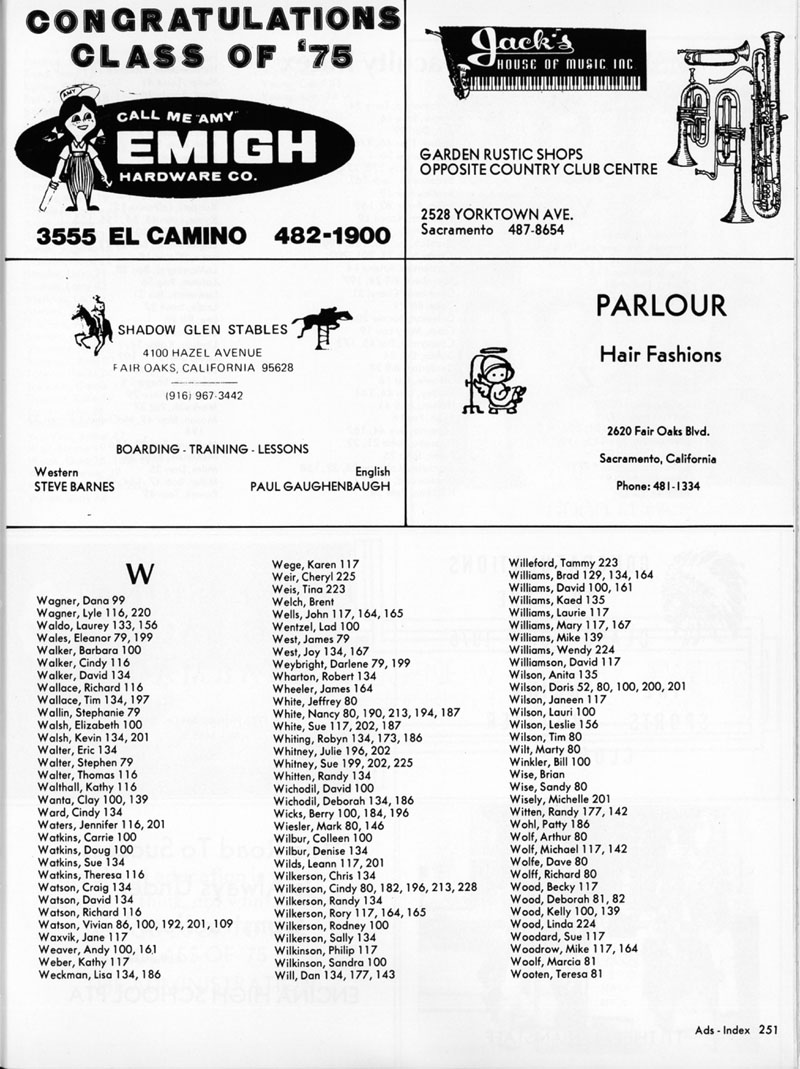 CONGRATULATIONS
CLASS OF '75
AMY
CALL ME "AMY"
EMIGH
HARDWARE CO.
3555 EL CAMINO 482-1900
Jack's
HOUSE OF MUSIC INC.
GARDEN RUSTIC SHOPS
OPPOSITE COUNTRY CLUB CENTRE
2528 YORKTOWN AVE.
Sacramento 487-8654
SHADOW GLEN STABLES
4100 HAZEL AVENUE
FAIR OAKS, CALIFORNIA 95628
(916) 967-3442
BOARDING - TRAINING - LESSONS
Western English
STEVE BARNES PAUL GAUGHENBAUGH
PARLOUR
Hair Fashions
2620 Fair Oaks Blvd.
Sacramento, California
Phone: 481-1334
W
Wagner, Dana 99
Wagner, Lyle 116, 220
Waldo, Laurey 133, 156
Wales, Eleanor 79, 199
Walker, Barbara 100
Walker, Cindy 116
Walker, David 134
Wallace, Richard 116
Wallace, Tim 134, 197
Wallin, Stephanie 79
Walsh, Elizabeth 100
Walsh, Kevin 134, 201
Walter, Eric 134
Walter, Stephen 79
Walter, Thomas 116
Walthall, Kathy 116
Wanta, Clay 100, 139
Ward, Cindy 134
Waters, Jennifer 116, 201
Watkins, Carrie 100
Watkins, Doug 100
Watkins, Sue 134
Watkins, Theresa 116
Watson, Craig 134
Watson, David 134
Watson, Richard 116
Watson, Vivian 86, 100, 192, 201, 109
Waxvik, Jane 117
Weaver, Andy 100, 161
Weber, Kathy 117
Weckman, Lisa 134, 186
Wege, Karen 117
Weir, Cheryl 225
Weis, Tina 223
Welch, Brent
Wells, John 117, 164, 165
Wentzel, Lad 100
West, James 79
West, Joy 134, 167
Weybright, Darlene 79, 199
Wharton, Robert 134
Wheeler, James 164
White, Jeffrey 80
White, Nancy 80, 190, 213, 194, 187
White, Sue 117, 202, 187
Whiting, Robyn 134, 173, 186
Whitney, Julie 196, 202
Whitney, Sue 199, 202, 225
Whitten, Randy 134
Wichodil, David 100
Wichodil, Deborah 134, 186
Wicks, Berry 100, 184, 196
Wiesler, Mark 80, 146
Wilbur, Colleen 100
Wilbur, Denise 134
Wilds, Leann 117, 201
Wilkerson, Chris 134
Wilkerson, Cindy 80, 182, 196, 213, 228
Wilkerson, Randy 134
Wilkerson, Rory 117, 164, 165
Wilkerson, Rodney 100
Wilkerson, Sally 134
Wilkinson, Philip 117
Wilkinson, Sandra 100
Will, Dan 134, 177, 143
Willeford, Tammy 223
Williams, Brad 129, 134, 164
Williams, David 100, 161
Williams, Kaed 135
Williams, Laurie 117
Williams, Mary 117, 167
Williams, Mike 139
Williams, Wendy 224
Williamson, David 117
Wilson, Anita 135
Wilson, Doris 52, 80, 100, 200, 201
Wilson, Janeen 117
Wilson, Lauri 100
Wilson, Leslie 156
Wilson, Tim 80
Wilt, Marty 80
Winkler, Bill 100
Wise, Brian
Wise, Sandy 80
Wisely, Michelle 201
Witten, Randy 177, 142
Wohl, Patty 186
Wolf, Arthur 80
Wolf, Michael 117, 142
Wolfe, Dave 80
Wolff, Richard 80
Wood, Becky 117
Wood, Deborah 81, 82
Wood, Kelly 100, 139
Wood, Linda 224
Woodard, Sue 117
Woodrow, Mike 117, 164
Woolf, Marcia 81
Wooten, Teresa 81
Ads - Index 251